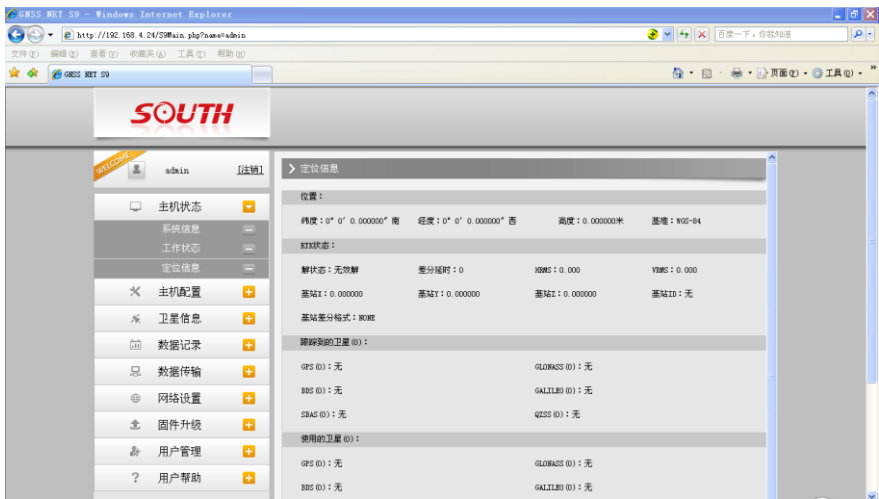 GNSS NET S9 - Windows Internet Explorer
http://192.168.4.24/S9Main.php?name=admin
百度一下，你就知道
文件(F) 编辑(E) 查看(V) 收藏夹(A) 工具(T) 帮助(H)
GNSS NET S9
页面(P) 工具(O) »
SOUTH
WELCOME
admin [注销]
定位信息
主机状态
系统信息
工作状态
定位信息
主机配置
卫星信息
数据记录
数据传输
网络设置
固件升级
用户管理
? 用户帮助
位置：
纬度：0° 0′ 0.000000″ 南 经度：0° 0′ 0.000000″ 西 高度：0.000000米 基准：WGS-84
RTK状态：
解状态：无效解 差分延时：0 HRMS：0.000 VRMS：0.000
基站X：0.000000 基站Y：0.000000 基站Z：0.000000 基站ID：无
基站差分格式：NONE
跟踪到的卫星(0)：
GPS(0)：无 GLONASS(0)：无
BDS(0)：无 GALILEO(0)：无
SBAS(0)：无 QZSS(0)：无
使用的卫星(0)：
GPS(0)：无 GLONASS(0)：无
BDS(0)：无 GALILEO(0)：无